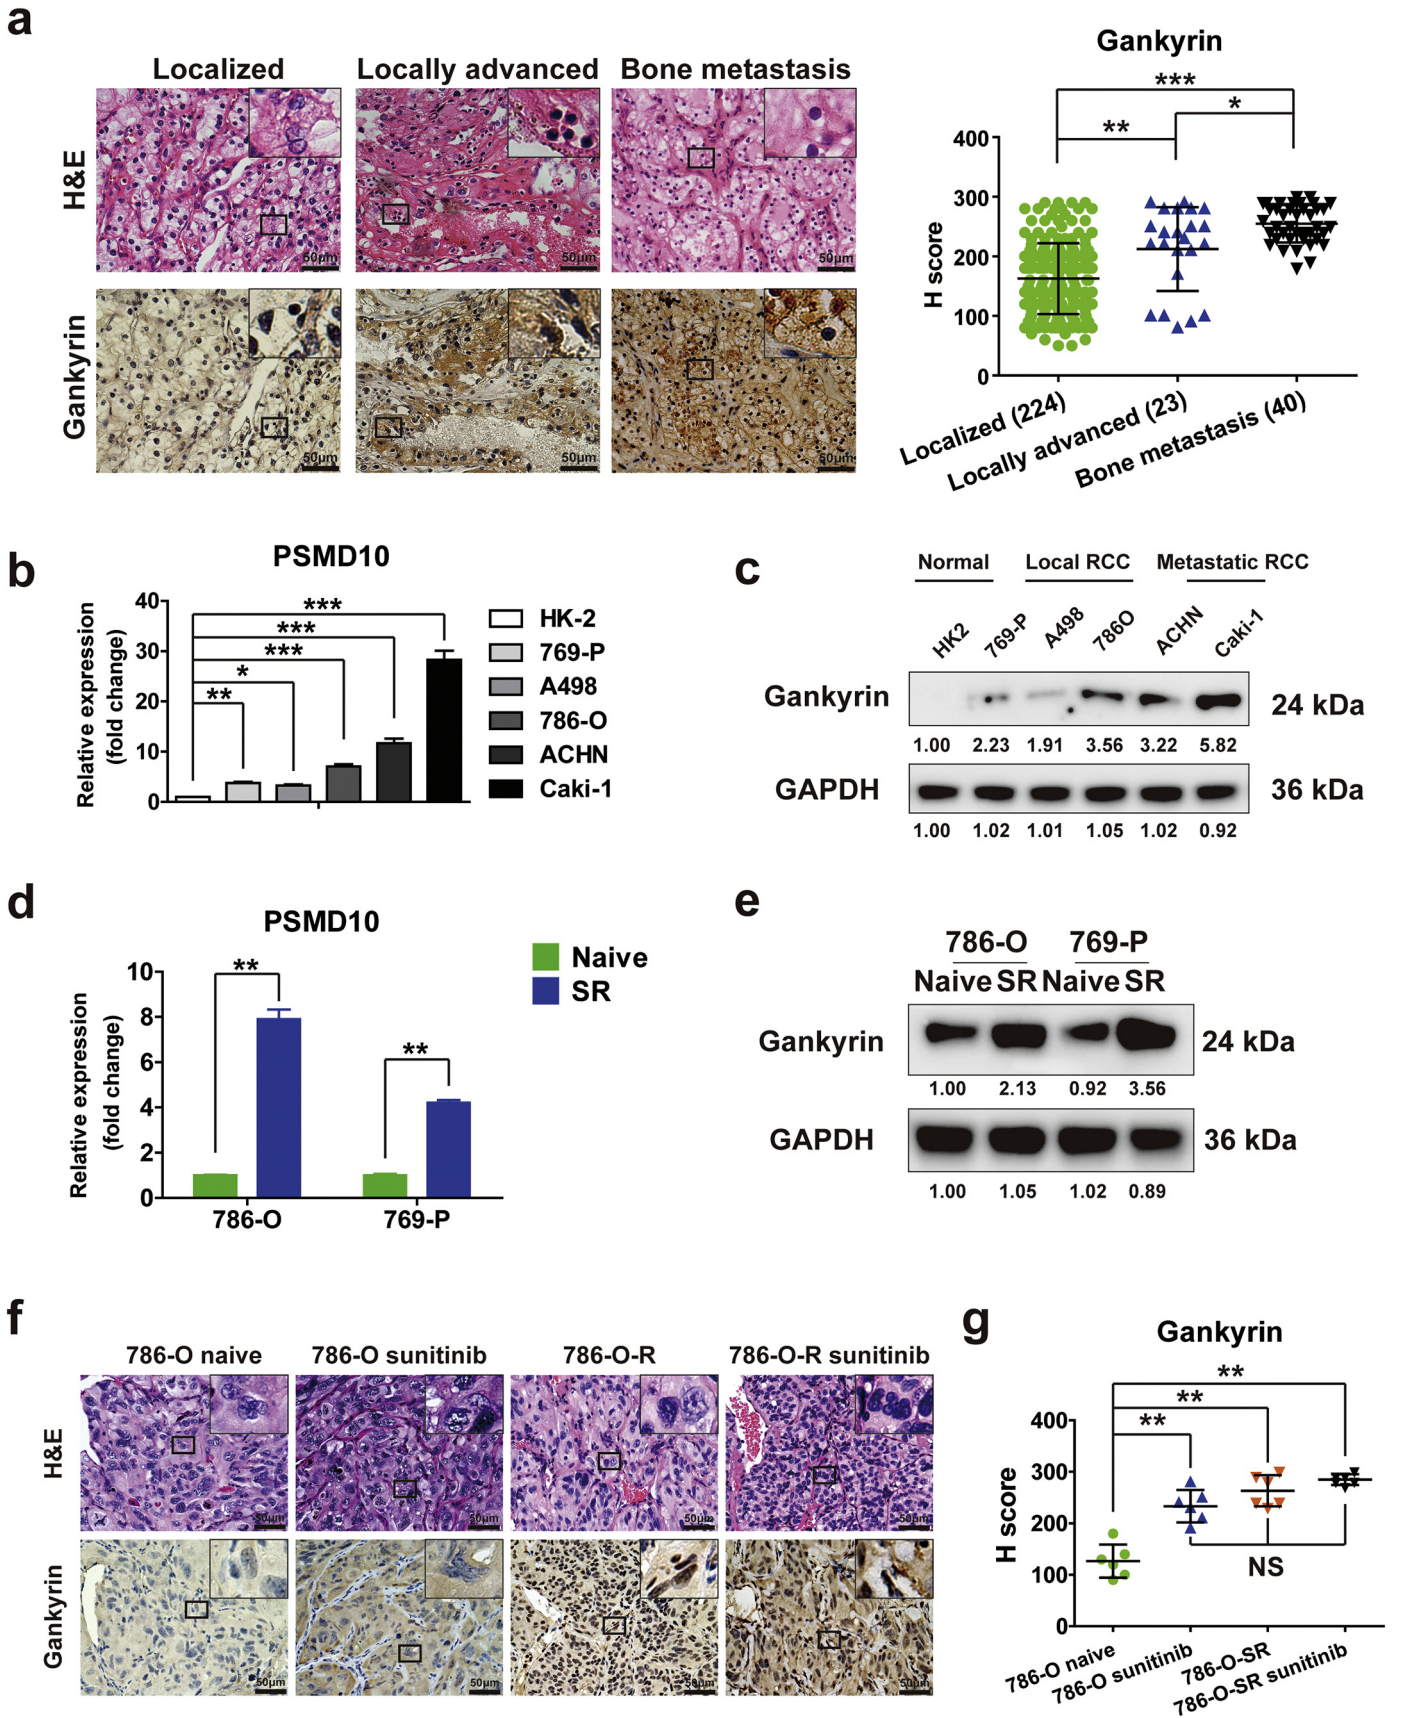 a
Localized
Locally advanced
Bone metastasis
H&E
50µm
50µm
50µm
Gankyrin
50µm
50µm
50µm
Gankyrin
***
*
**
H score
400
300
200
100
0
Localized (224)
Locally advanced (23)
Bone metastasis (40)
b
PSMD10
Relative expression
(fold change)
40
30
20
10
0
***
***
***
*
**
HK-2
769-P
A498
786-O
ACHN
Caki-1
c
Normal
Local RCC
Metastatic RCC
HK2
769-P
A498
786O
ACHN
Caki-1
Gankyrin
24 kDa
1.00 2.23 1.91 3.56 3.22 5.82
GAPDH
36 kDa
1.00 1.02 1.01 1.05 1.02 0.92
d
PSMD10
Relative expression
(fold change)
10
8
6
4
2
0
**
**
786-O
769-P
Naive
SR
e
786-O 769-P
Naive SR Naive SR
Gankyrin
24 kDa
1.00 2.13 0.92 3.56
GAPDH
36 kDa
1.00 1.05 1.02 0.89
f
786-O naive
786-O sunitinib
786-O-R
786-O-R sunitinib
H&E
50µm
50µm
50µm
50µm
Gankyrin
50µm
50µm
50µm
50µm
g
Gankyrin
**
**
**
H score
400
300
200
100
0
NS
786-O naive
786-O sunitinib
786-O-SR
786-O-SR sunitinib